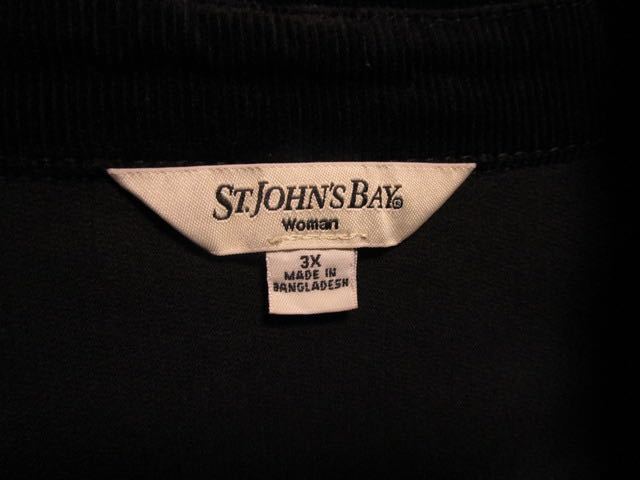 ST. JOHN'S BAY®
Woman
3X
MADE IN
BANGLADESH